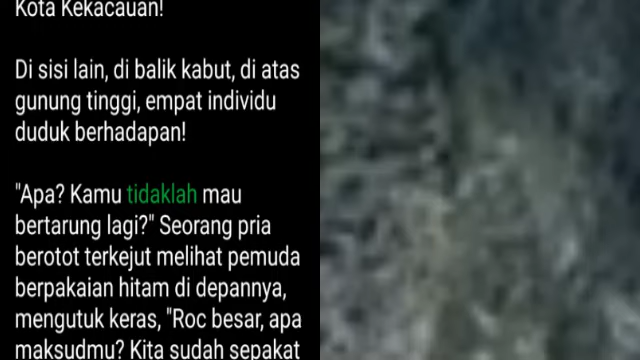 Kota Kekacauan!
Di sisi lain, di balik kabut, di atas
gunung tinggi, empat individu
duduk berhadapan!
"Apa? Kamu tidaklah mau
bertarung lagi?" Seorang pria
berotot terkejut melihat pemuda
berpakaian hitam di depannya,
mengutuk keras, "Roc besar, apa
maksudmu? Kita sudah sepakat